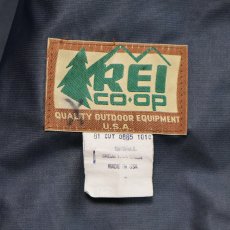 REI
CO-OP
QUALITY OUTDOOR EQUIPMENT
U.S.A.
MADE IN USA